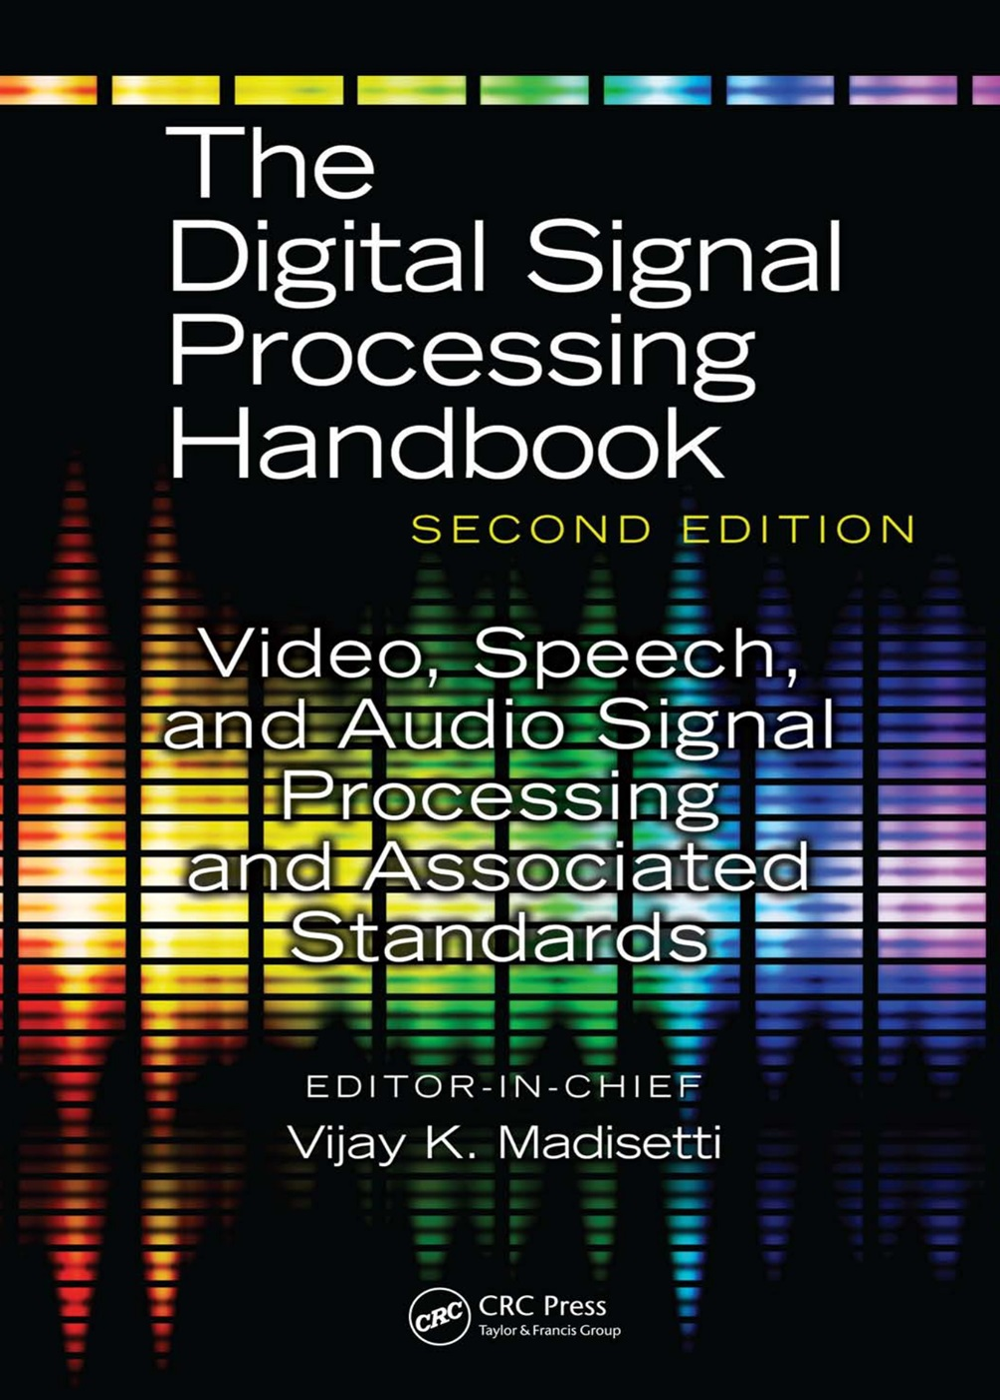 The
Digital Signal
Processing
Handbook
SECOND EDITION
Video, Speech,
and Audio Signal
Processing
and Associated
Standards
EDITOR-IN-CHIEF
Vijay K. Madisetti
CRC
CRC Press
Taylor & Francis Group